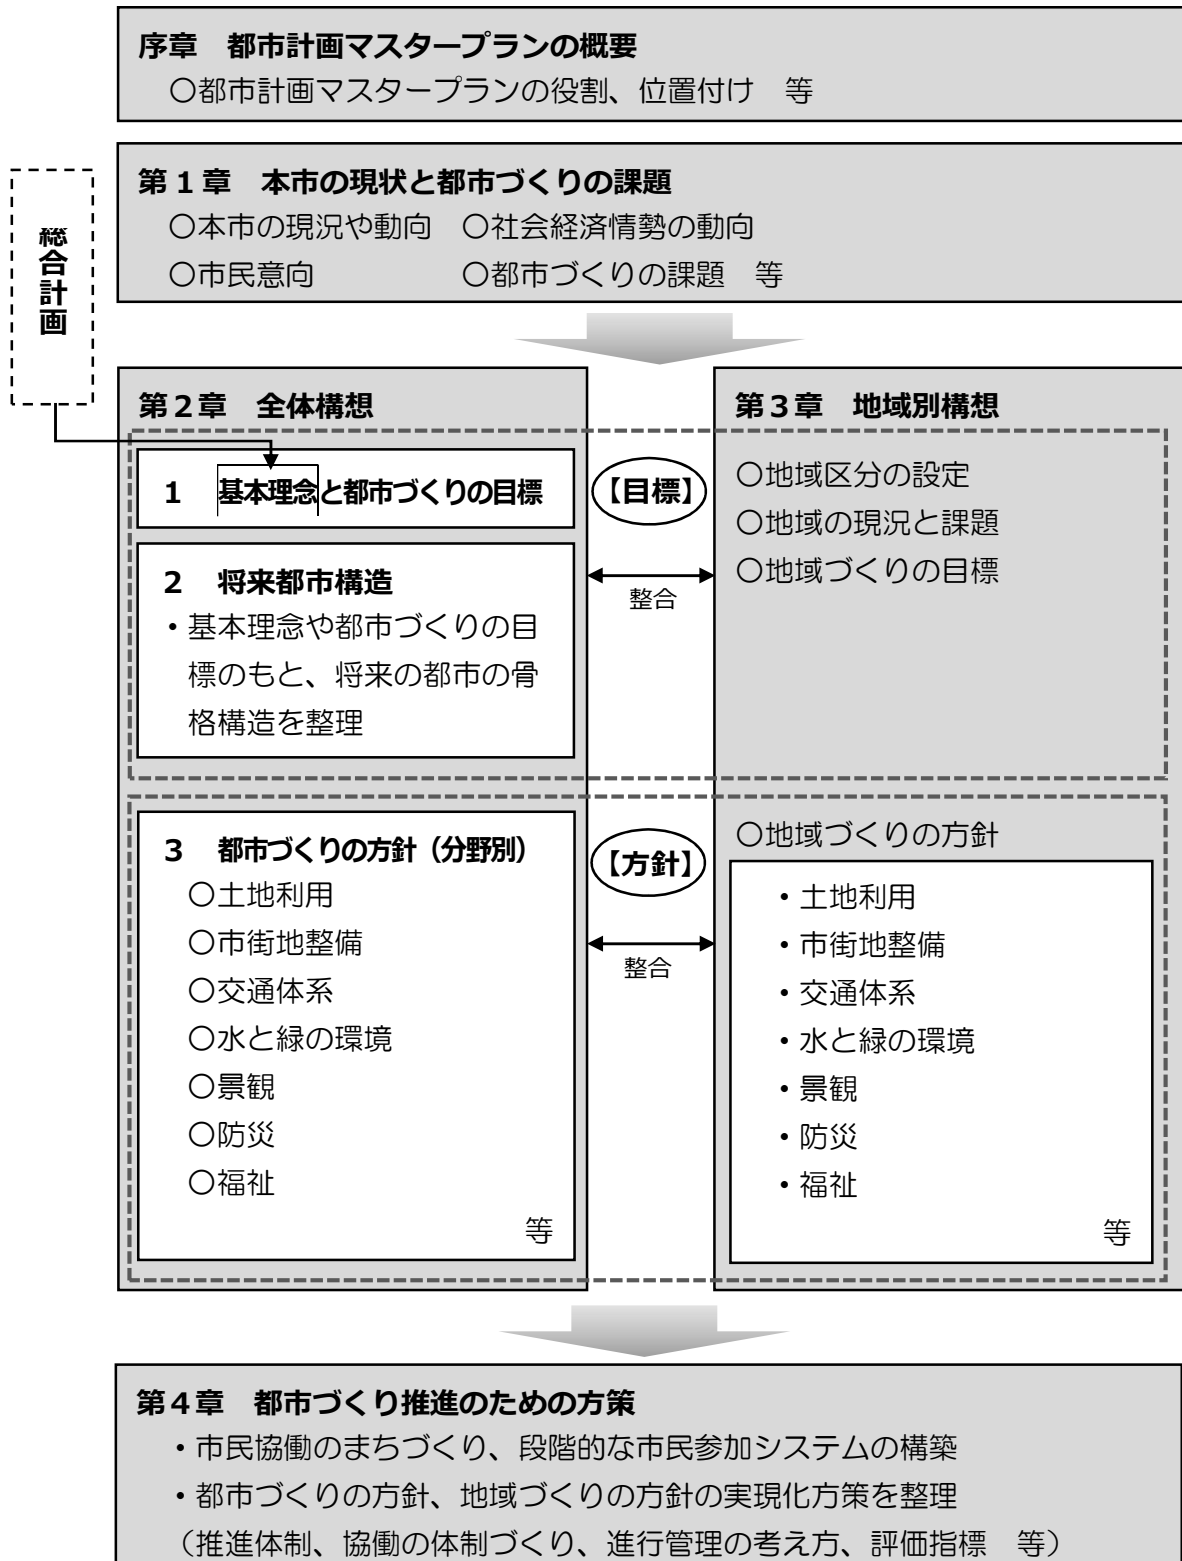 序章　都市計画マスタープランの概要
〇都市計画マスタープランの役割、位置付け　等
総合計画
第１章　本市の現状と都市づくりの課題
〇本市の現況や動向　〇社会経済情勢の動向
〇市民意向　〇都市づくりの課題　等
第２章　全体構想
1　基本理念と都市づくりの目標
2　将来都市構造
・基本理念や都市づくりの目
標のもと、将来の都市の骨
格構造を整理
【目標】
整合
第３章　地域別構想
〇地域区分の設定
〇地域の現況と課題
〇地域づくりの目標
3　都市づくりの方針（分野別）
〇土地利用
〇市街地整備
〇交通体系
〇水と緑の環境
〇景観
〇防災
〇福祉
等
【方針】
整合
〇地域づくりの方針
・土地利用
・市街地整備
・交通体系
・水と緑の環境
・景観
・防災
・福祉
等
第４章　都市づくり推進のための方策
・市民協働のまちづくり、段階的な市民参加システムの構築
・都市づくりの方針、地域づくりの方針の実現化方策を整理
（推進体制、協働の体制づくり、進行管理の考え方、評価指標　等）